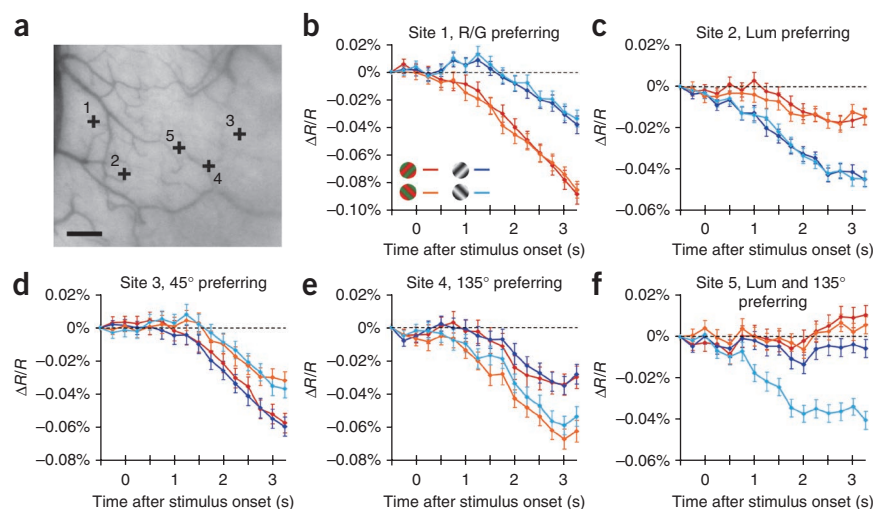 a
1
2
3
4
5
b
Site 1, R/G preferring
0.02%
0%
–0.02%
–0.04%
–0.06%
–0.08%
–0.10%
ΔR/R
0 1 2 3
Time after stimulus onset (s)
c
Site 2, Lum preferring
0.02%
0%
–0.02%
–0.04%
–0.06%
ΔR/R
0 1 2 3
Time after stimulus onset (s)
d
Site 3, 45° preferring
0.02%
0%
–0.02%
–0.04%
–0.06%
–0.08%
ΔR/R
0 1 2 3
Time after stimulus onset (s)
e
Site 4, 135° preferring
0.02%
0%
–0.02%
–0.04%
–0.06%
–0.08%
ΔR/R
0 1 2 3
Time after stimulus onset (s)
f
Site 5, Lum and 135°
preferring
0.02%
0%
–0.02%
–0.04%
–0.06%
ΔR/R
0 1 2 3
Time after stimulus onset (s)